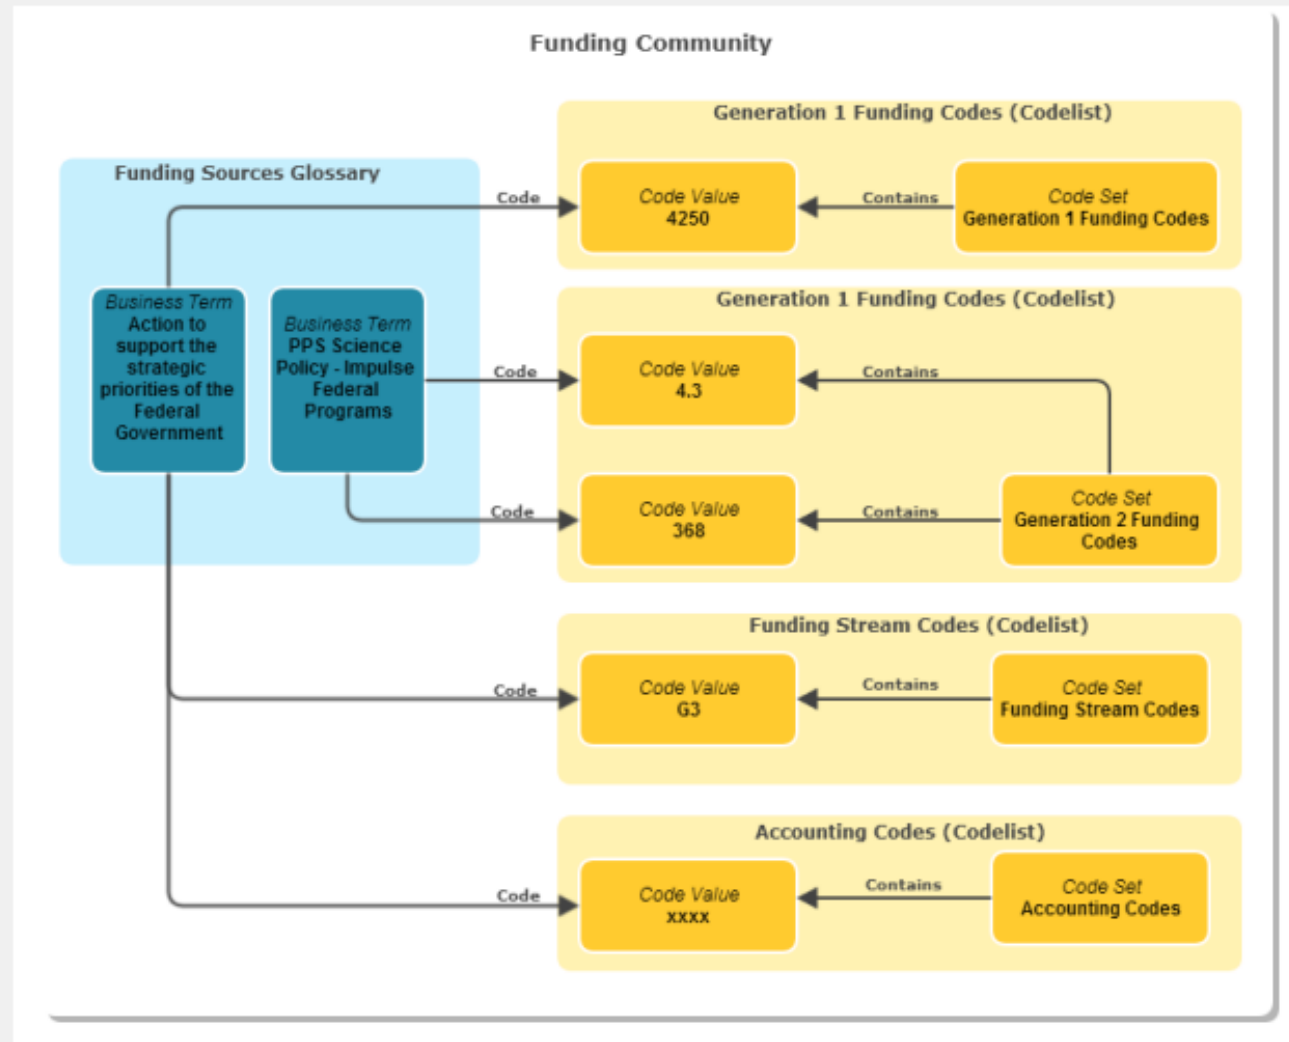 Funding Community
Generation 1 Funding Codes (Codelist)
Funding Sources Glossary
Code
Code Value
4250
Contains
Code Set
Generation 1 Funding Codes
Business Term
Action to
support the
strategic
priorities of the
Federal
Government
Business Term
PPS Science
Policy - Impulse
Federal
Programs
Generation 1 Funding Codes (Codelist)
Code
Code Value
4.3
Contains
Code
Code Value
368
Contains
Code Set
Generation 2 Funding
Codes
Funding Stream Codes (Codelist)
Code
Code Value
G3
Contains
Code Set
Funding Stream Codes
Accounting Codes (Codelist)
Code
Code Value
xxxx
Contains
Code Set
Accounting Codes